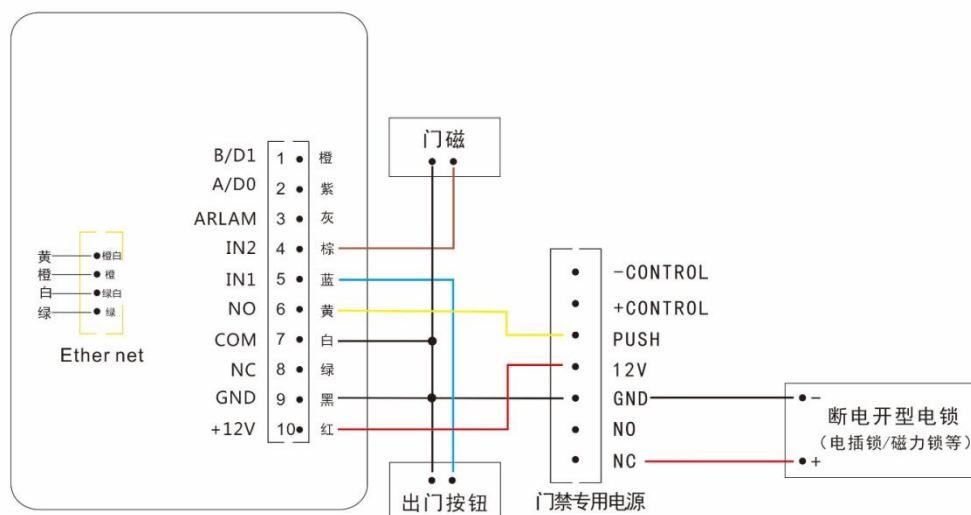 门磁
B/D1 1 橙
A/D0 2 紫
ARLAM 3 灰
IN2 4 棕
IN1 5 蓝
NO 6 黄
COM 7 白
NC 8 绿
GND 9 黑
+12V 10 红
黄 橙白
橙 橙
白 绿白
绿 绿
Ether net
-CONTROL
+CONTROL
PUSH
12V
GND
NO
NC
门禁专用电源
出门按钮
-
断电开型电锁
（电插锁/磁力锁等）
+